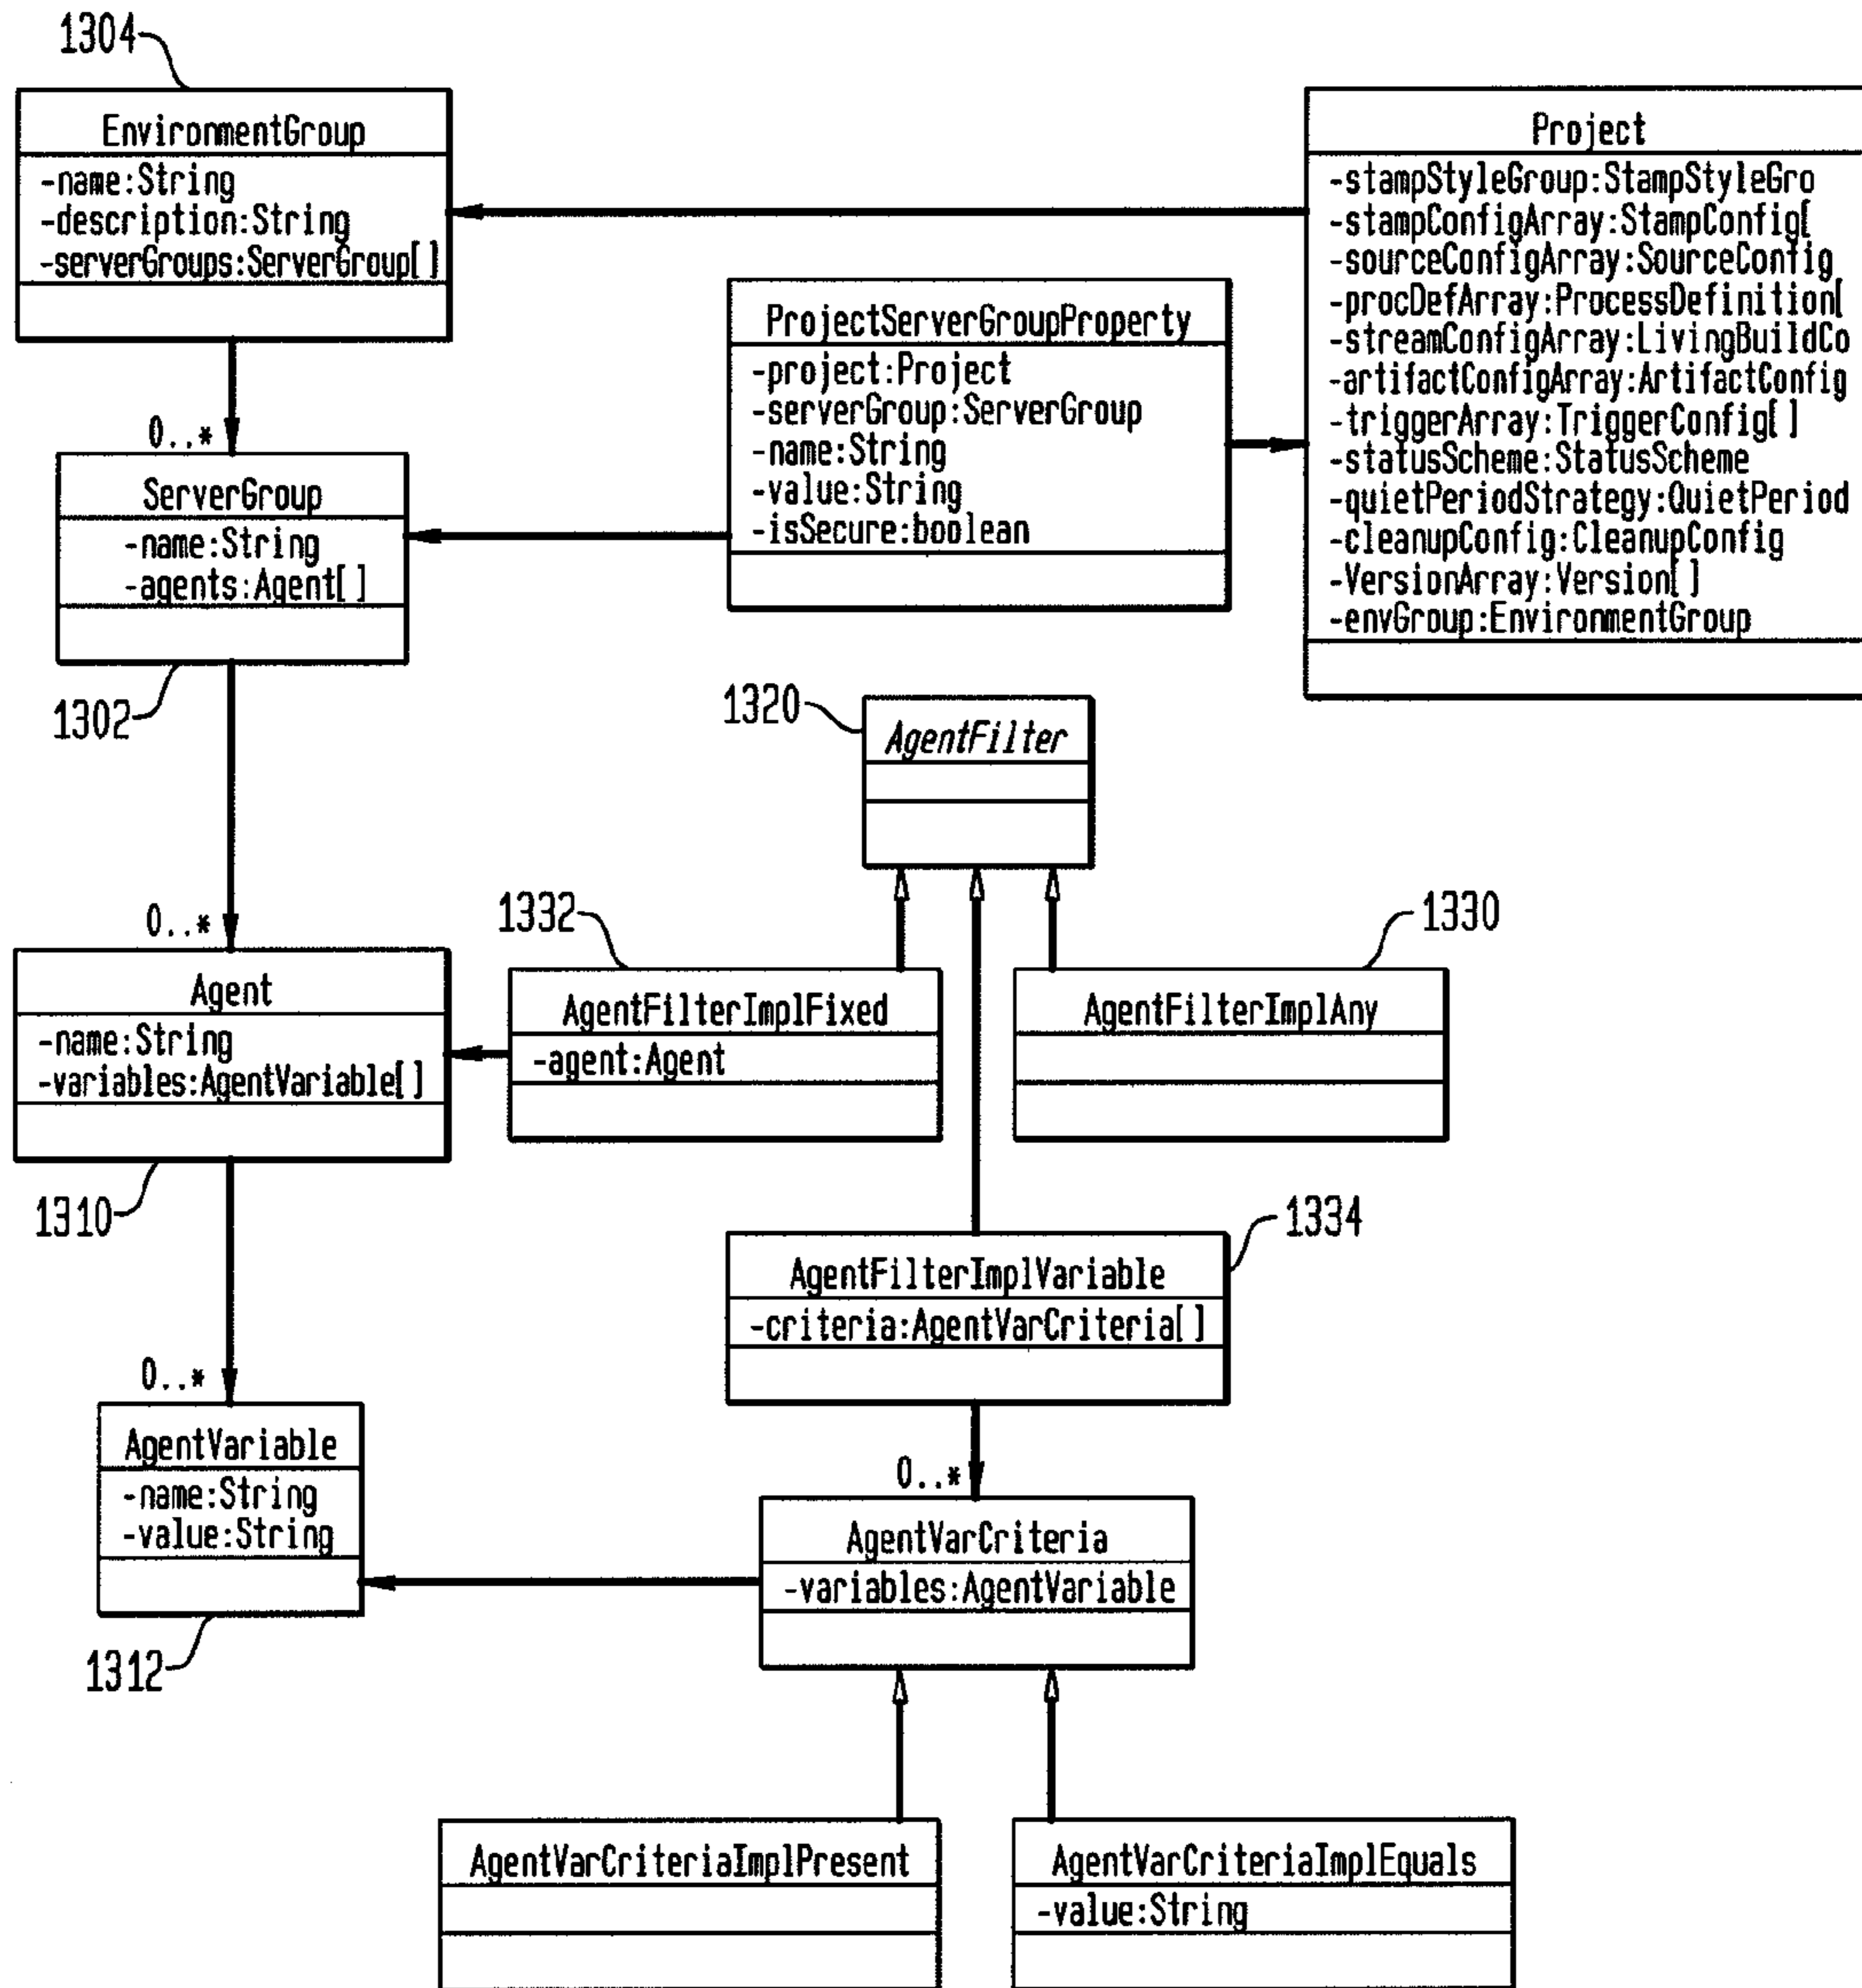 1304
EnvironmentGroup
-name:String
-description:String
-serverGroups:ServerGroup[]
Project
-stampStyleGroup:StampStyleGro
-stampConfigArray:StampConfig[
-sourceConfigArray:SourceConfig
-procDefArray:ProcessDefinition[
-streamConfigArray:LivingBuildCo
-artifactConfigArray:ArtifactConfig
-triggerArray:TriggerConfig[]
-statusScheme:StatusScheme
-quietPeriodStrategy:QuietPeriod
-cleanupConfig:CleanupConfig
-VersionArray:Version[]
-envGroup:EnvironmentGroup
ProjectServerGroupProperty
-project:Project
-serverGroup:ServerGroup
-name:String
-value:String
-isSecure:boolean
0..*
ServerGroup
-name:String
-agents:Agent[]
1302
1320
AgentFilter
0..*
Agent
-name:String
-variables:AgentVariable[]
1310
1332
AgentFilterImplFixed
-agent:Agent
1330
AgentFilterImplAny
1334
AgentFilterImplVariable
-criteria:AgentVarCriteria[]
0..*
AgentVariable
-name:String
-value:String
1312
0..*
AgentVarCriteria
-variables:AgentVariable
AgentVarCriteriaImplPresent
AgentVarCriteriaImplEquals
-value:String